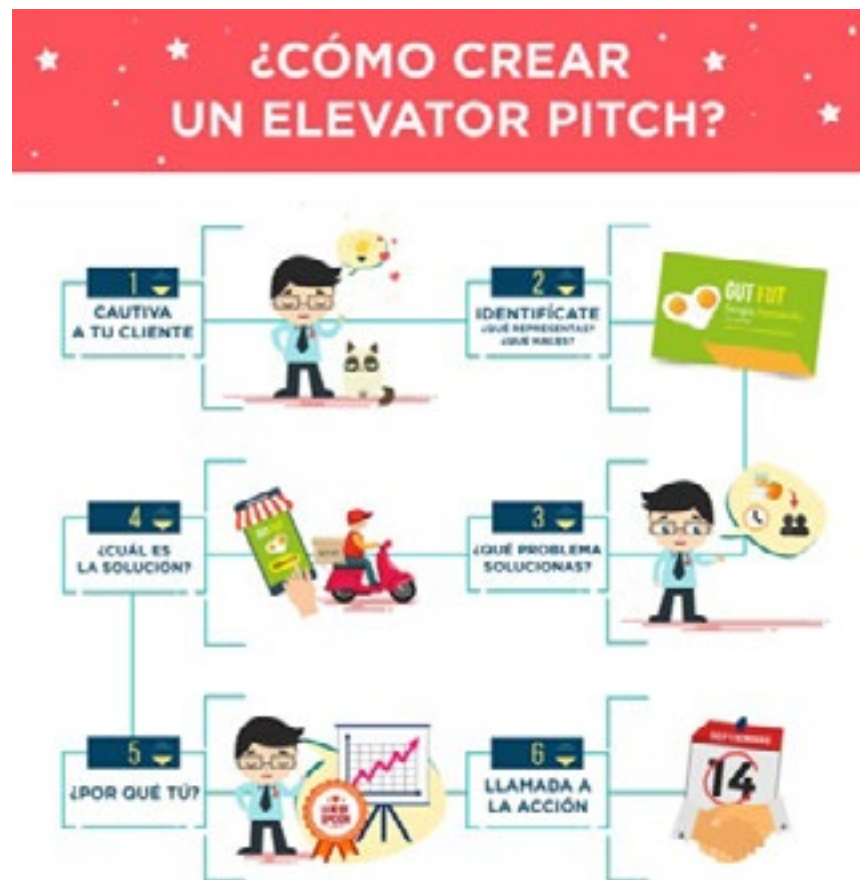 ¿CÓMO CREAR
UN ELEVATOR PITCH?
1
CAUTIVA
A TU CLIENTE
2
IDENTIFÍCATE
¿QUÉ REPRESENTAS?
¿QUÉ HACES?
GUT
3
¿QUÉ PROBLEMA
SOLUCIONAS?
4
¿CUÁL ES
LA SOLUCIÓN?
5
¿POR QUÉ TÚ?
6
LLAMADA A
LA ACCIÓN
SEPTIEMBRE
14